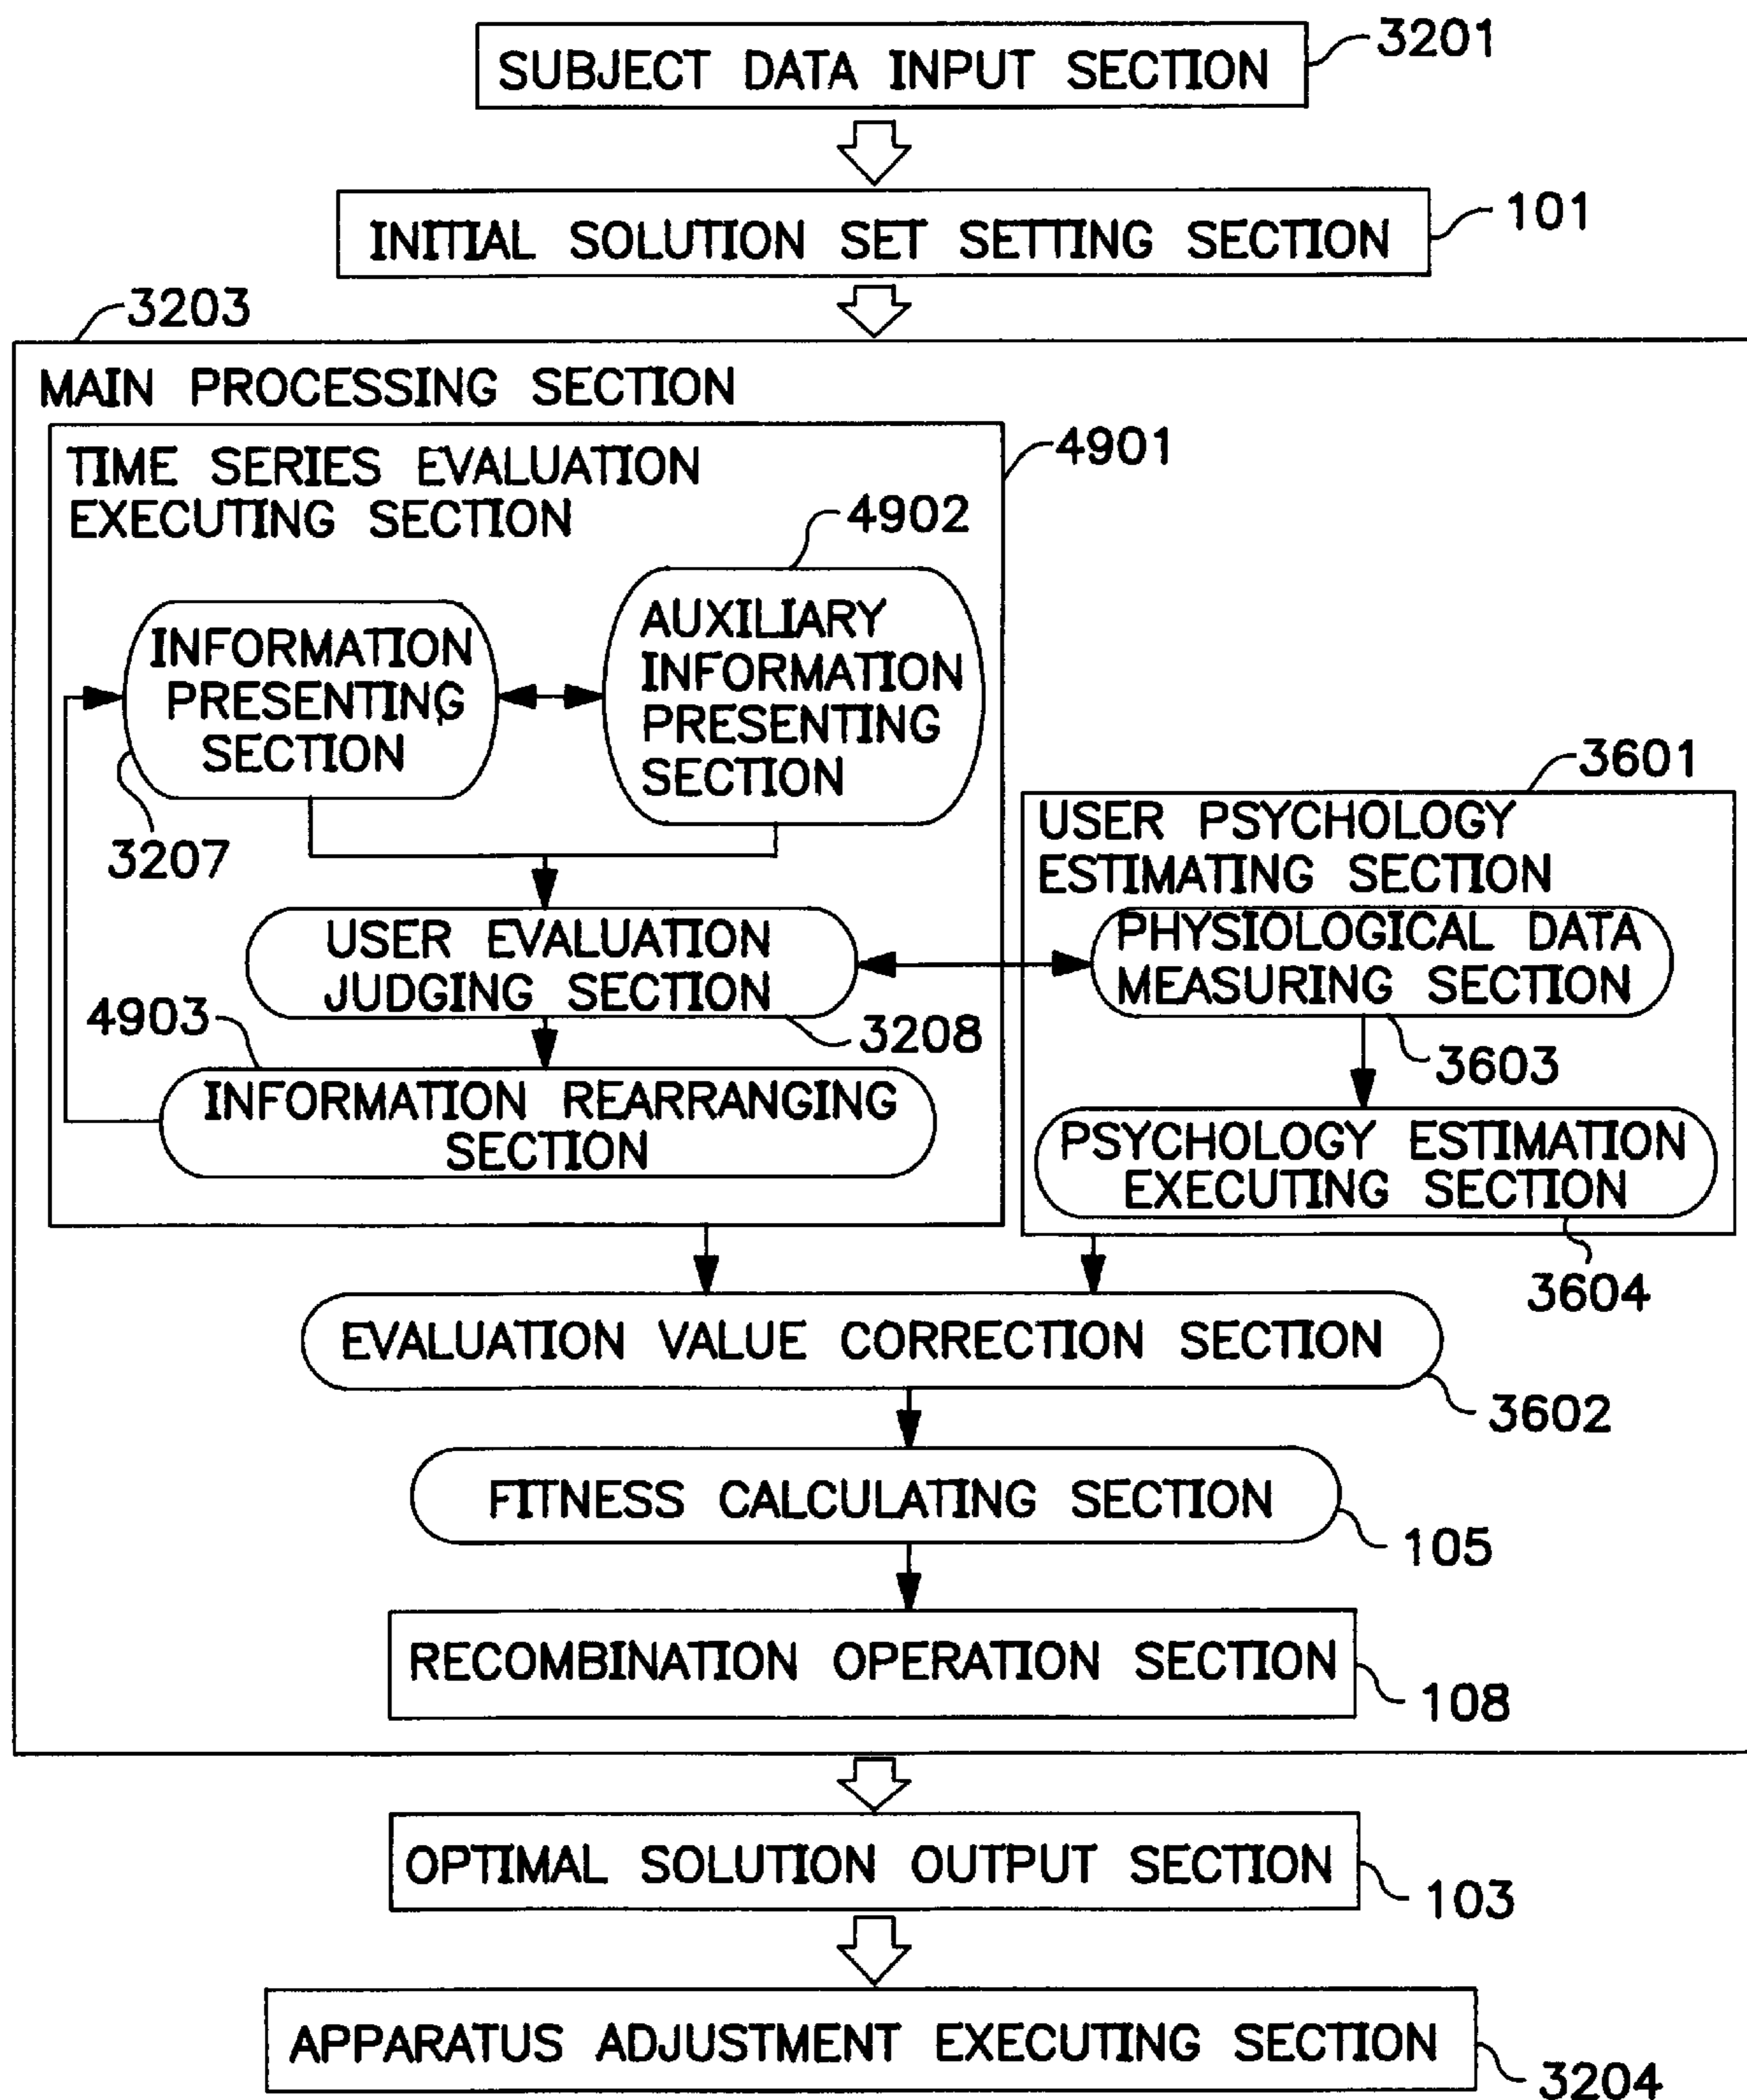 SUBJECT DATA INPUT SECTION
3201
INITIAL SOLUTION SET SETTING SECTION
101
3203
MAIN PROCESSING SECTION
TIME SERIES EVALUATION
EXECUTING SECTION
4901
4902
INFORMATION
PRESENTING
SECTION
3207
AUXILIARY
INFORMATION
PRESENTING
SECTION
3601
USER PSYCHOLOGY
ESTIMATING SECTION
USER EVALUATION
JUDGING SECTION
3208
PHYSIOLOGICAL DATA
MEASURING SECTION
3603
4903
INFORMATION REARRANGING
SECTION
PSYCHOLOGY ESTIMATION
EXECUTING SECTION
3604
EVALUATION VALUE CORRECTION SECTION
3602
FITNESS CALCULATING SECTION
105
RECOMBINATION OPERATION SECTION
108
OPTIMAL SOLUTION OUTPUT SECTION
103
APPARATUS ADJUSTMENT EXECUTING SECTION
3204